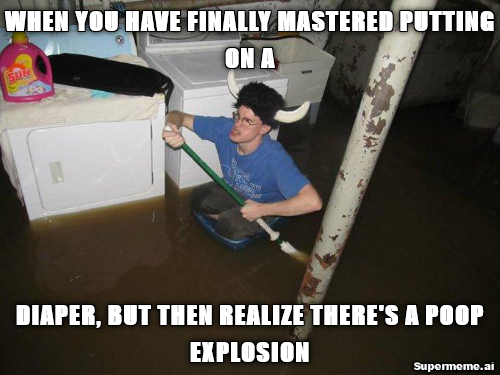 WHEN YOU HAVE FINALLY MASTERED PUTTING
ON A
SUN
DIAPER, BUT THEN REALIZE THERE'S A POOP
EXPLOSION
Supermeme.ai